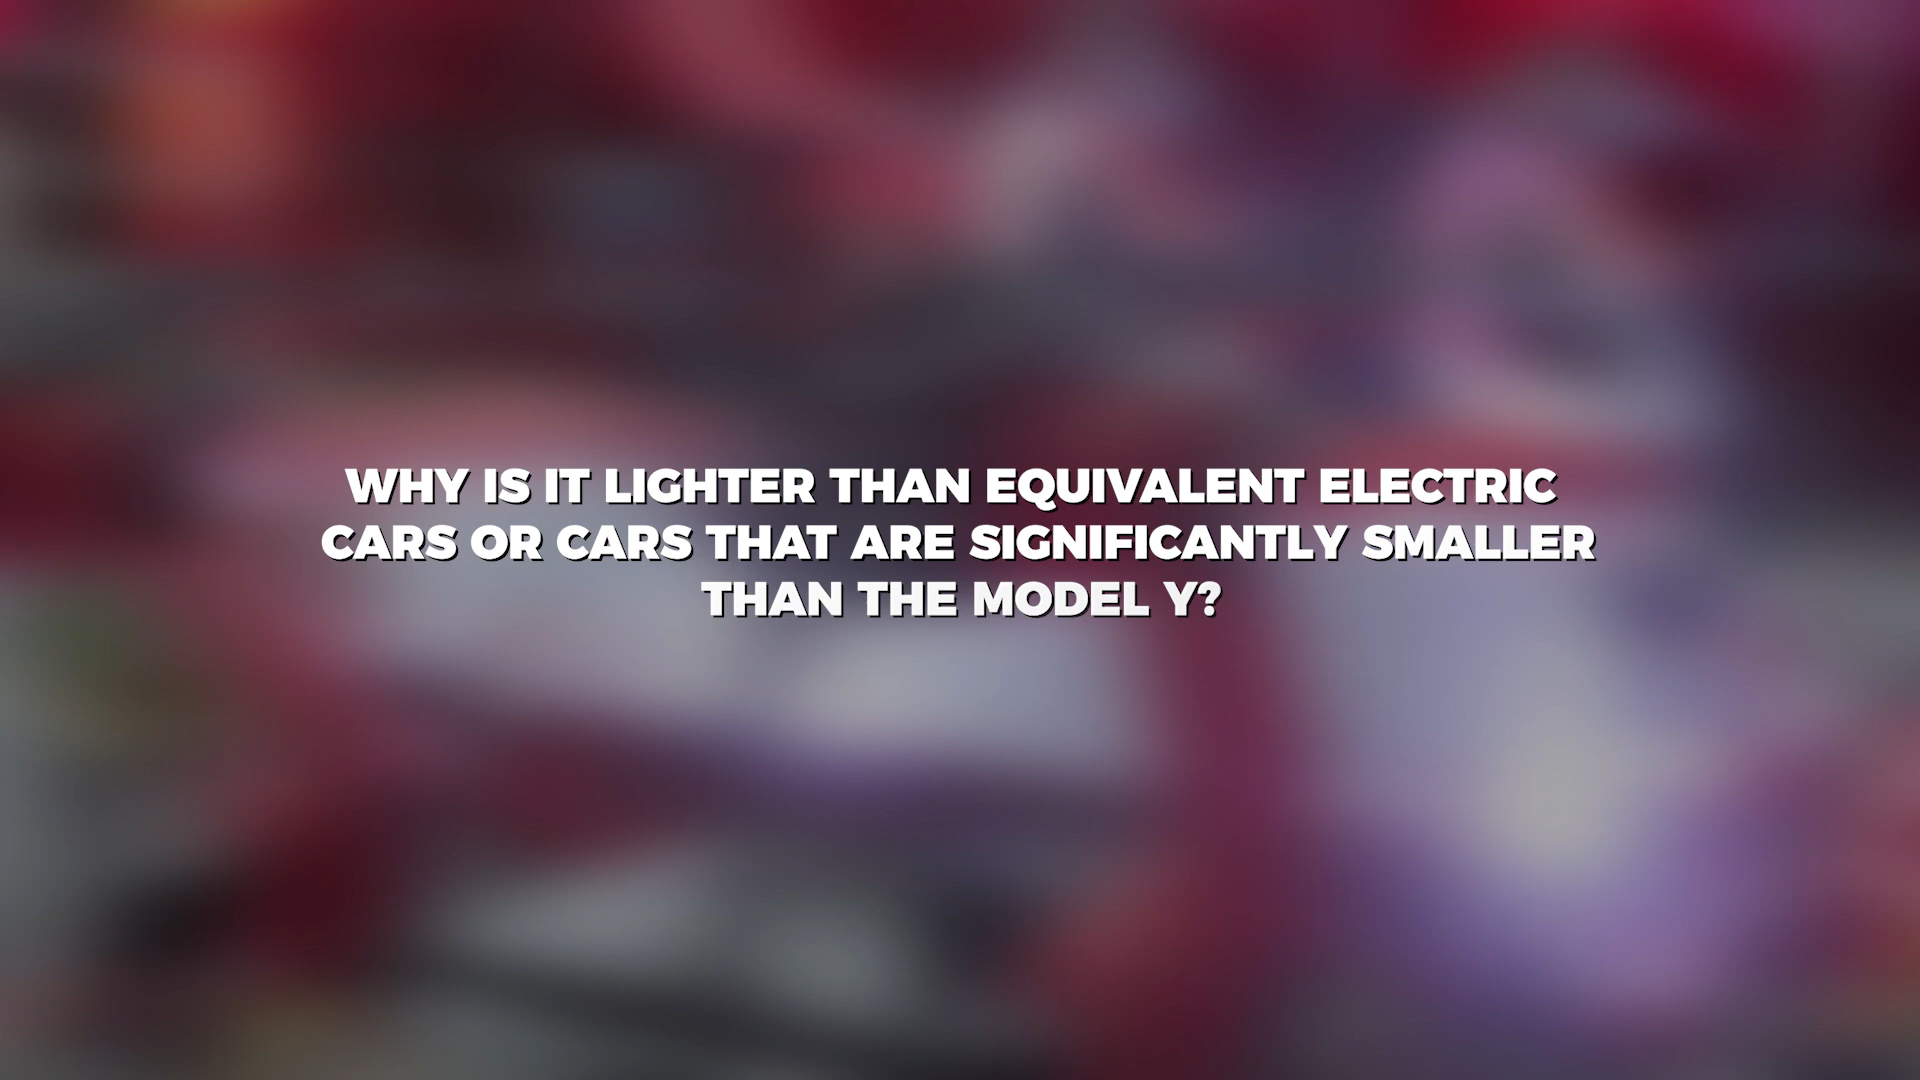 WHY IS IT LIGHTER THAN EQUIVALENT ELECTRIC
CARS OR CARS THAT ARE SIGNIFICANTLY SMALLER
THAN THE MODEL Y?